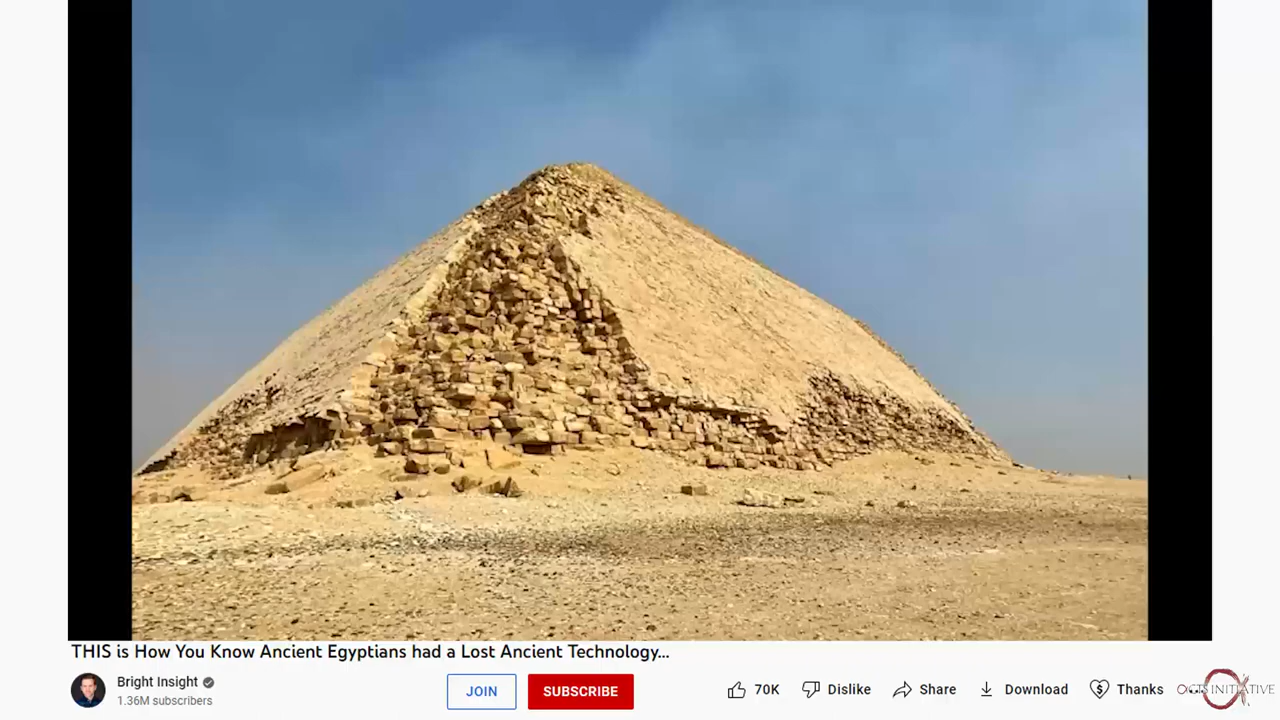 THIS is How You Know Ancient Egyptians had a Lost Ancient Technology...
Bright Insight
1.36M subscribers
JOIN
SUBSCRIBE
70K
Dislike
Share
Download
Thanks
INITIATIVE